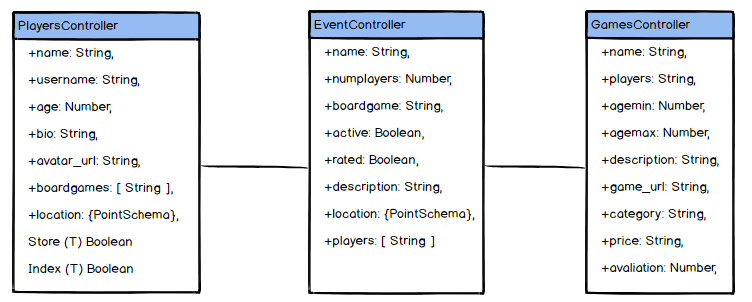 PlayersController
+name: String,
+username: String,
+age: Number,
+bio: String,
+avatar_url: String,
+boardgames: [ String ],
+location: {PointSchema},
Store (T) Boolean
Index (T) Boolean
EventController
+name: String,
+numplayers: Number,
+boardgame: String,
+active: Boolean,
+rated: Boolean,
+description: String,
+location: {PointSchema},
+players: [ String ]
GamesController
+name: String,
+players: String,
+agemin: Number,
+agemax: Number,
+description: String,
+game_url: String,
+category: String,
+price: String,
+avaliation: Number,